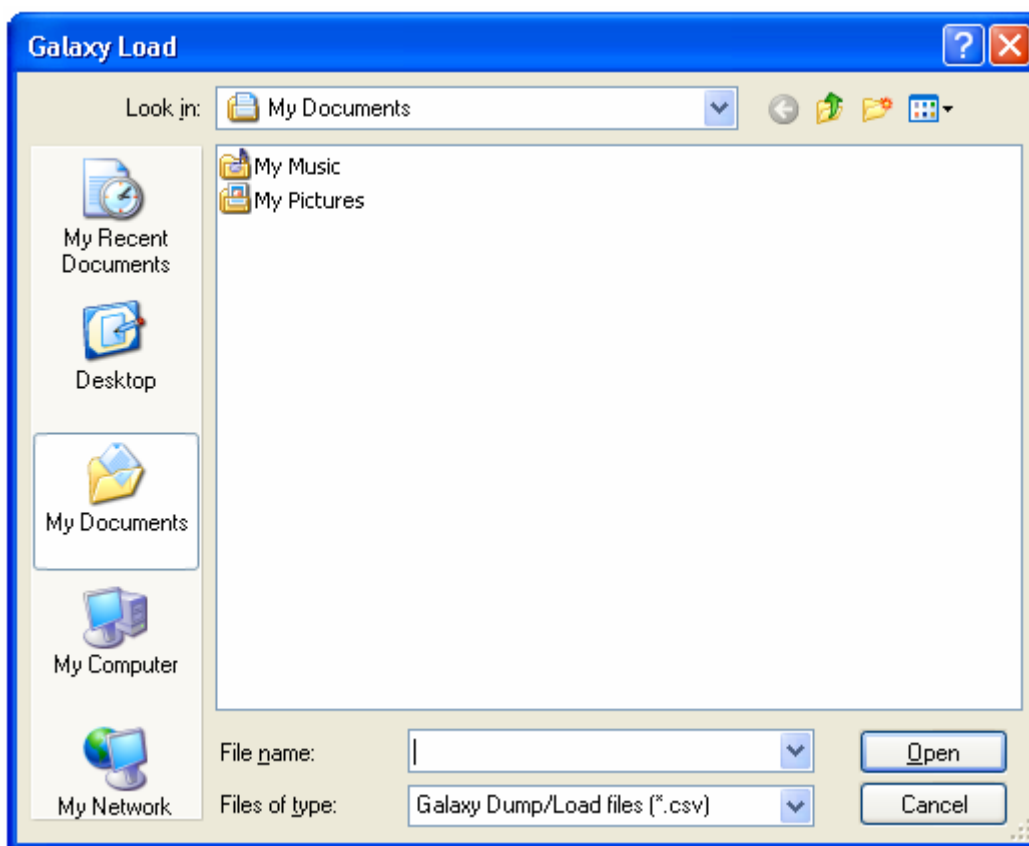 Galaxy Load
Look in:
My Documents
My Music
My Pictures
My Recent
Documents
Desktop
My Documents
My Computer
My Network
File name:
Open
Files of type:
Galaxy Dump/Load files (*.csv)
Cancel